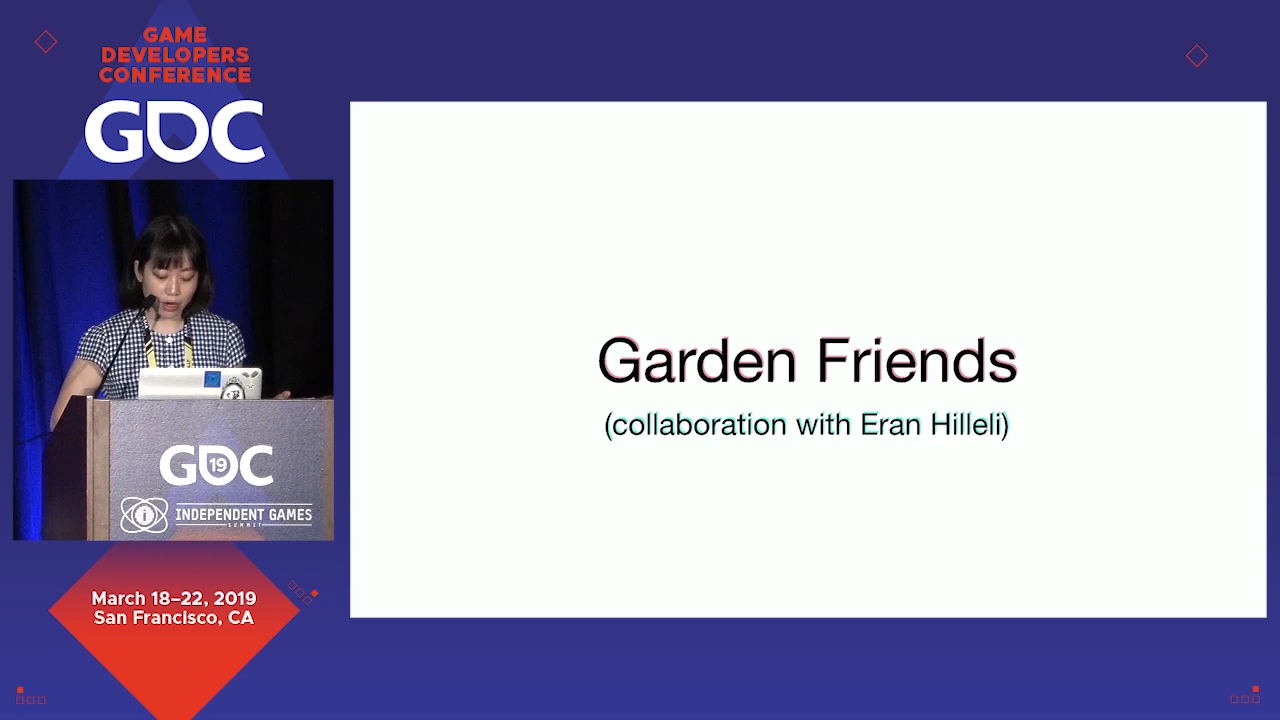 GAME
DEVELOPERS
CONFERENCE
GDC
Garden Friends
(collaboration with Eran Hilleli)
GDC
19
INDEPENDENT GAMES
SUMMIT
March 18–22, 2019
San Francisco, CA